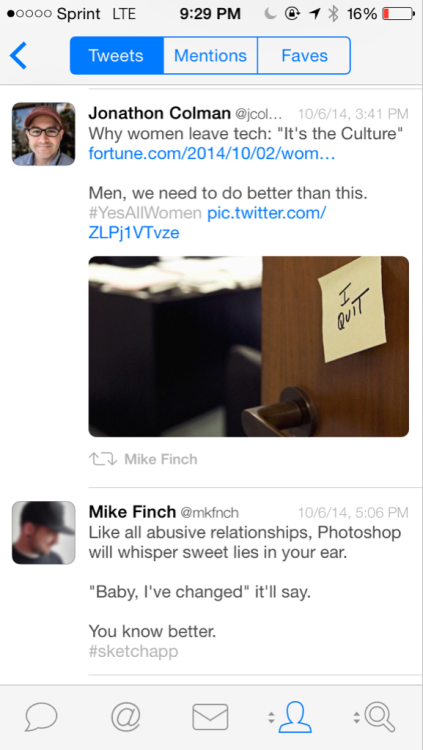 Sprint LTE 9:29 PM 16%
Tweets Mentions Faves
Jonathon Colman @jcol... 10/6/14, 3:41 PM
Why women leave tech: "It's the Culture"
fortune.com/2014/10/02/wom...
Men, we need to do better than this.
#YesAllWomen pic.twitter.com/
ZLPj1VTvze
I
QUIT
Mike Finch
Mike Finch @mkfnch 10/6/14, 5:06 PM
Like all abusive relationships, Photoshop
will whisper sweet lies in your ear.
"Baby, I've changed" it'll say.
You know better.
#sketchapp